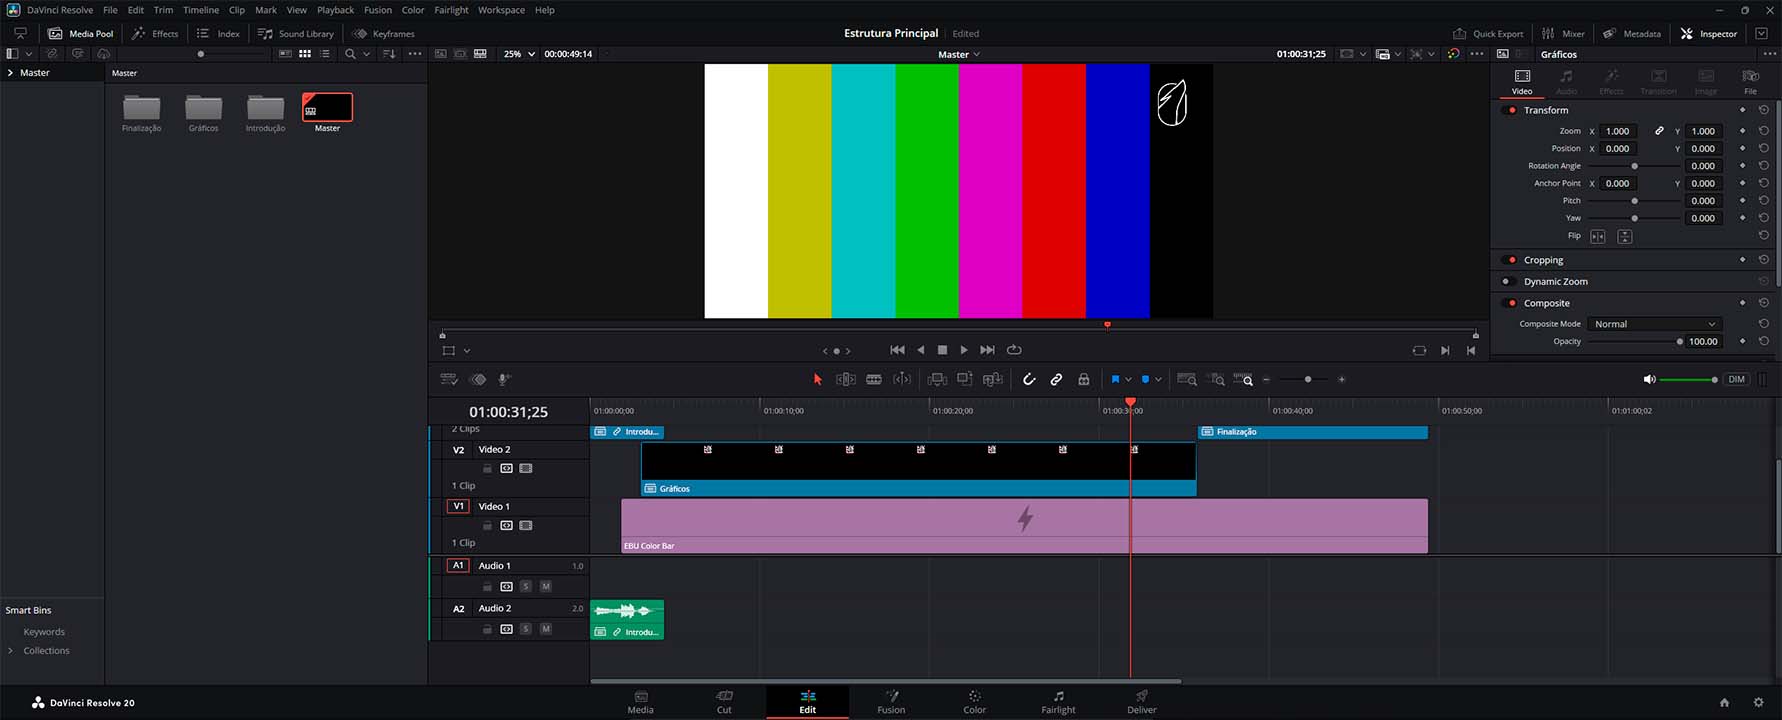 DaVinci Resolve File Edit Trim Timeline Clip Mark View Playback Fusion Color Fairlight Workspace Help
Media Pool Effects Index Sound Library Keyframes Estrutura Principal Edited Quick Export Mixer Metadata Inspector
25% 00:00:49:14 Master 01:00:31;25 Gráficos
Master
Master
Finalização Gráficos Introdução Master
Video Audio Effects Transition Image File
Transform
Zoom X 1.000 Y 1.000
Position X 0.000 Y 0.000
Rotation Angle 0.000
Anchor Point X 0.000 Y 0.000
Pitch 0.000
Yaw 0.000
Flip
Cropping
Dynamic Zoom
Composite
Composite Mode Normal
Opacity 100.00
DIM
01:00:31;25
01:00:00;00 01:00:10;00 01:00:20;00 01:00:30;00 01:00:40;00 01:00:50;00 01:01:00;02
2 Clips Introdu... Finalização
V2 Video 2
1 Clip Gráficos
V1 Video 1
1 Clip EBU Color Bar
A1 Audio 1 1.0
S M
A2 Audio 2 2.0
S M Introdu...
Smart Bins
Keywords
Collections
DaVinci Resolve 20
Media Cut Edit Fusion Color Fairlight Deliver